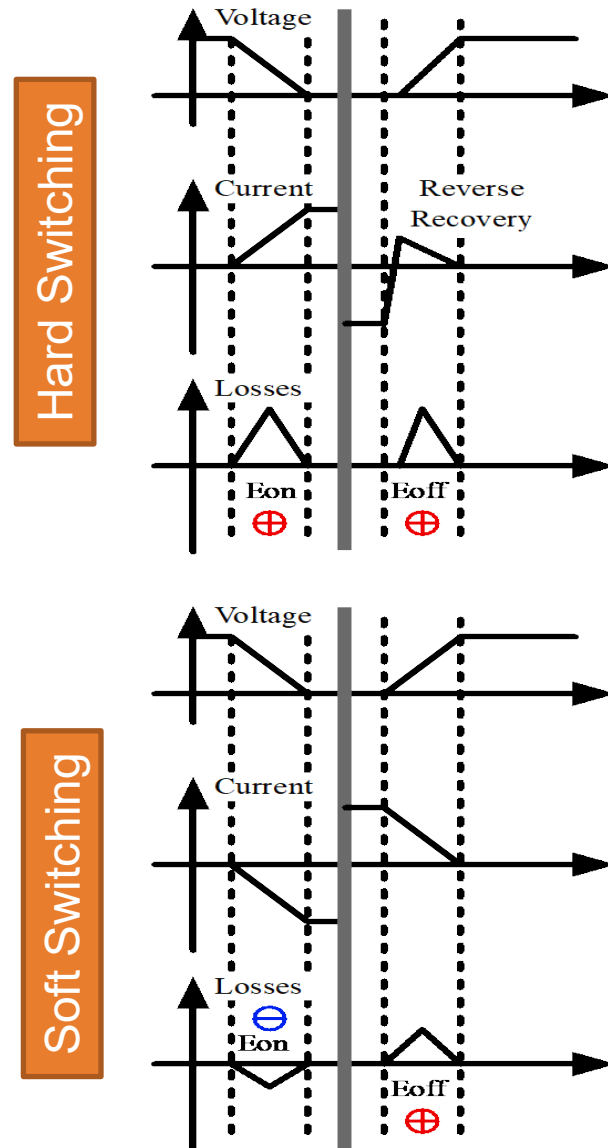 Hard Switching
Voltage
Current
Reverse
Recovery
Losses
Eon
Eoff
Soft Switching
Voltage
Current
Losses
Eon
Eoff